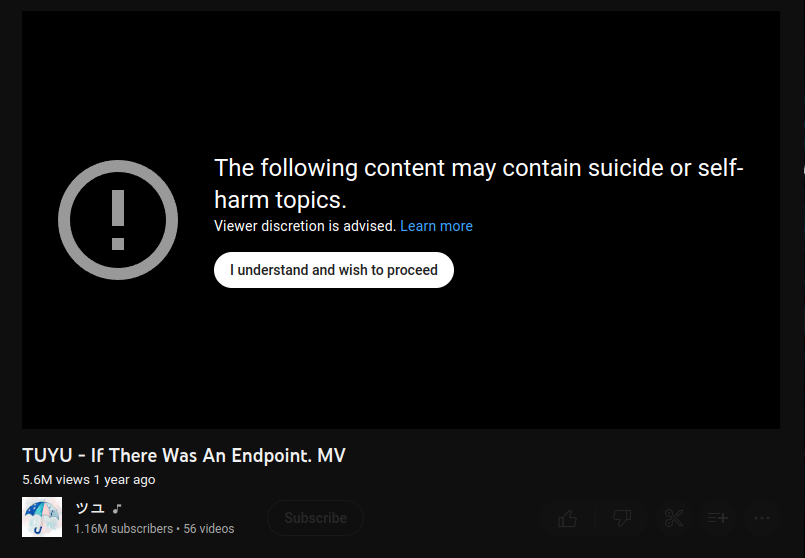 The following content may contain suicide or self-
harm topics.
Viewer discretion is advised. Learn more
I understand and wish to proceed
TUYU - If There Was An Endpoint. MV
5.6M views 1 year ago
ツユ
1.16M subscribers • 56 videos
Subscribe